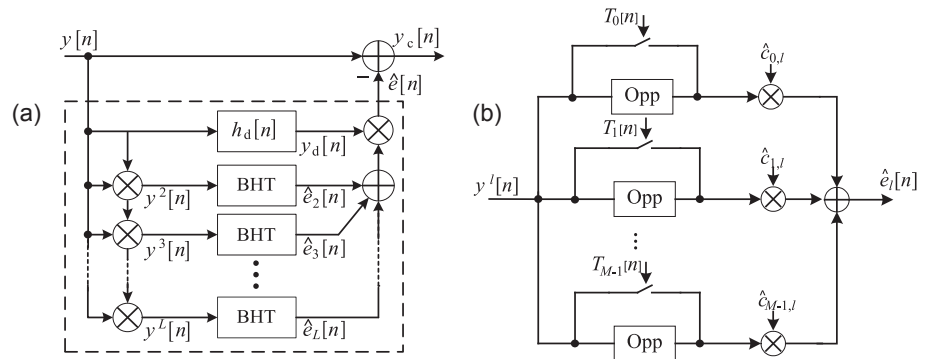 (a)
y[n]
y_c[n]
−
ê[n]
h_d[n]
y_d[n]
y^2[n]
BHT
ê_2[n]
y^3[n]
BHT
ê_3[n]
y^L[n]
BHT
ê_L[n]
(b)
T_0[n]
Opp
ĉ_{0,l}
T_1[n]
Opp
ĉ_{1,l}
y^l[n]
ê_l[n]
T_{M-1}[n]
Opp
ĉ_{M-1,l}